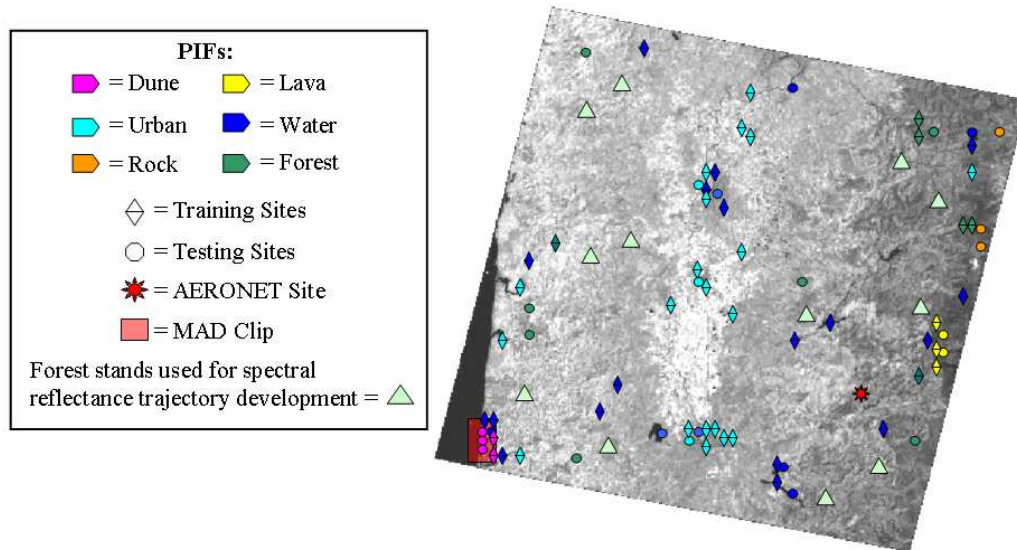 PIFs:
= Dune
= Lava
= Urban
= Water
= Rock
= Forest
= Training Sites
= Testing Sites
= AERONET Site
= MAD Clip
Forest stands used for spectral
reflectance trajectory development =